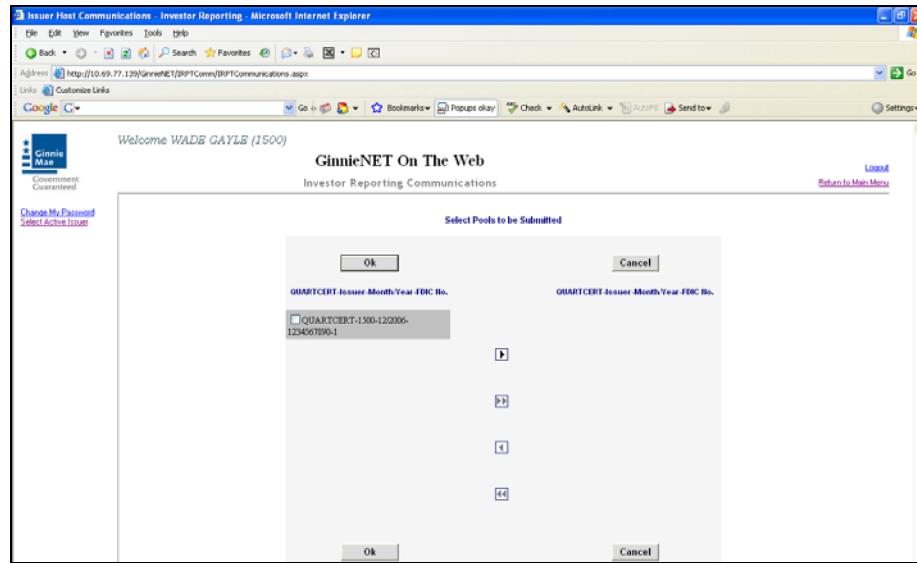 Issuer Host Communications - Investor Reporting - Microsoft Internet Explorer
File Edit View Favorites Tools Help
Back Search Favorites
Address http://10.69.77.139/GinnieNET/IRPTComm/IRPTCommunications.aspx Go
Links Customize Links
Google G Go Bookmarks Popups okay Check AutoLink AutoFill Send to Settings
Ginnie
Mae
Government
Guaranteed
Welcome WADE GAYLE (1500)
GinnieNET On The Web
Investor Reporting Communications
Logout
Return to Main Menu
Change My Password
Select Active Issuer
Select Pools to be Submitted
Ok Cancel
QUARTCERT-Issuer-Month/Year-FDIC No. QUARTCERT-Issuer-Month/Year-FDIC No.
QUARTCERT-1500-12/2006-
1234567890-1
Ok Cancel